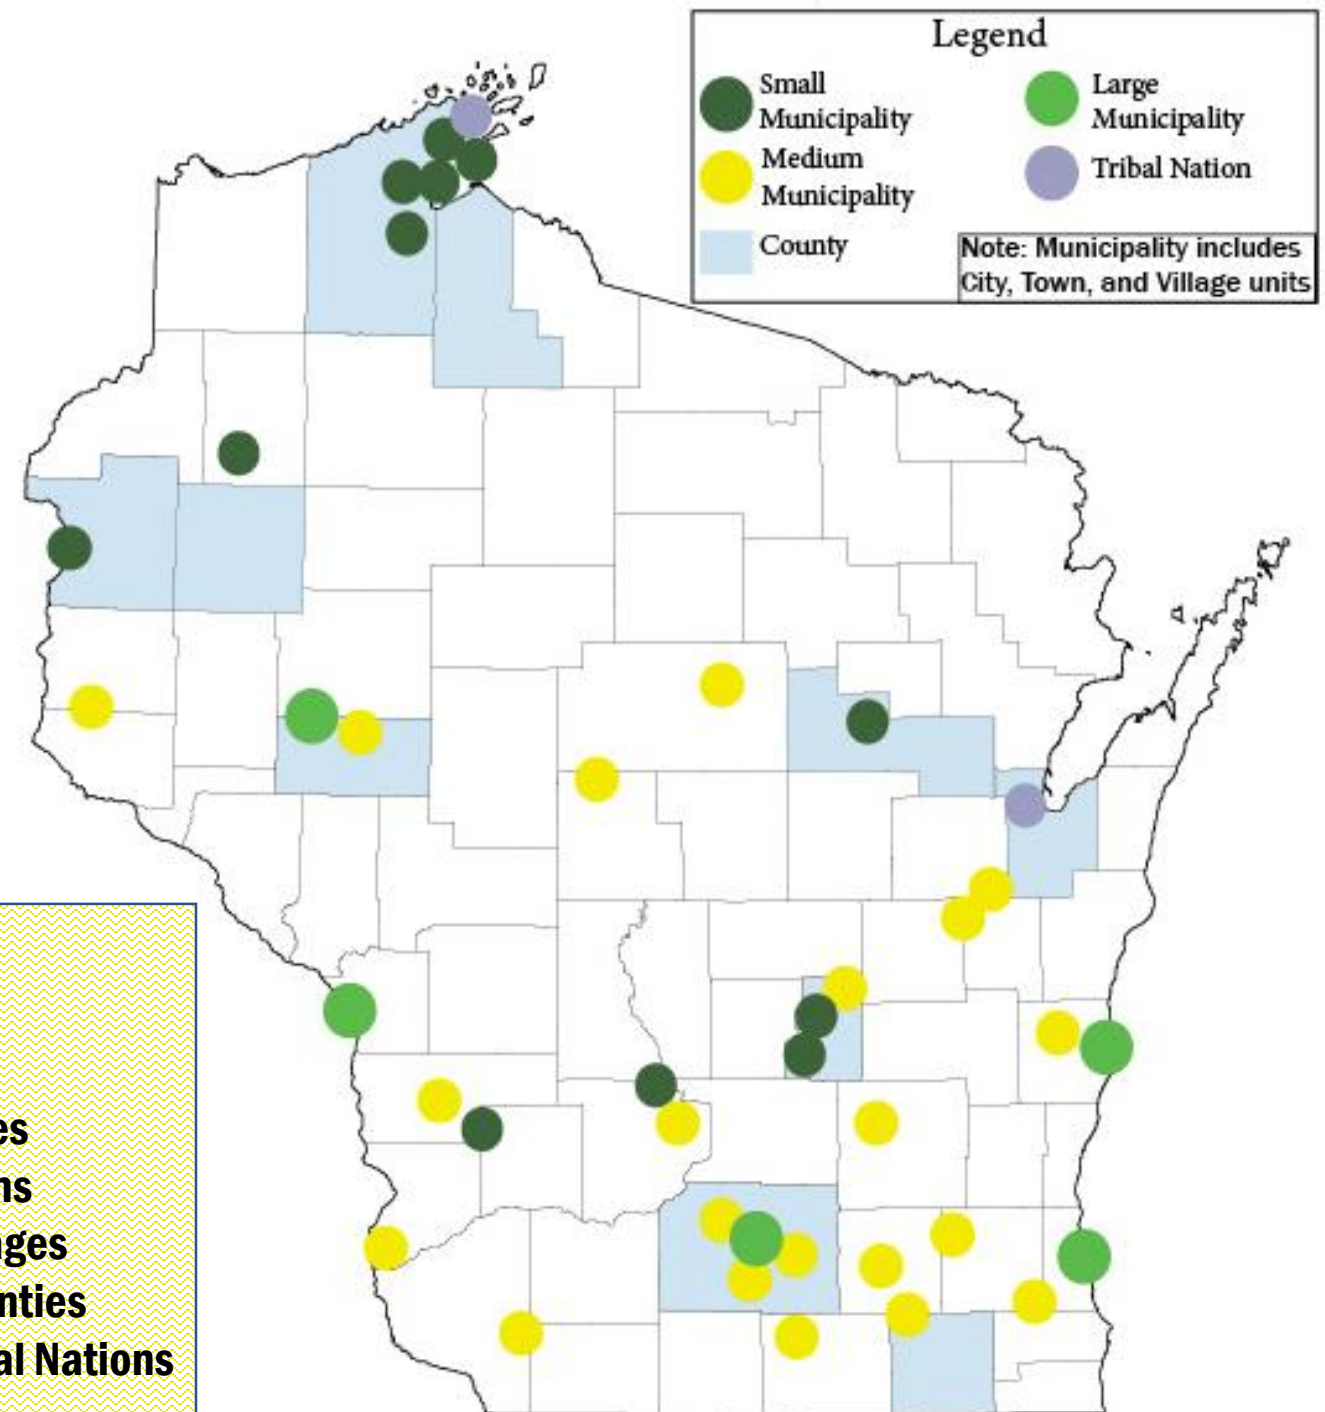 Legend
Small
Municipality
Medium
Municipality
County
Large
Municipality
Tribal Nation
Note: Municipality includes
City, Town, and Village units
es
ns
ges
nties
al Nations